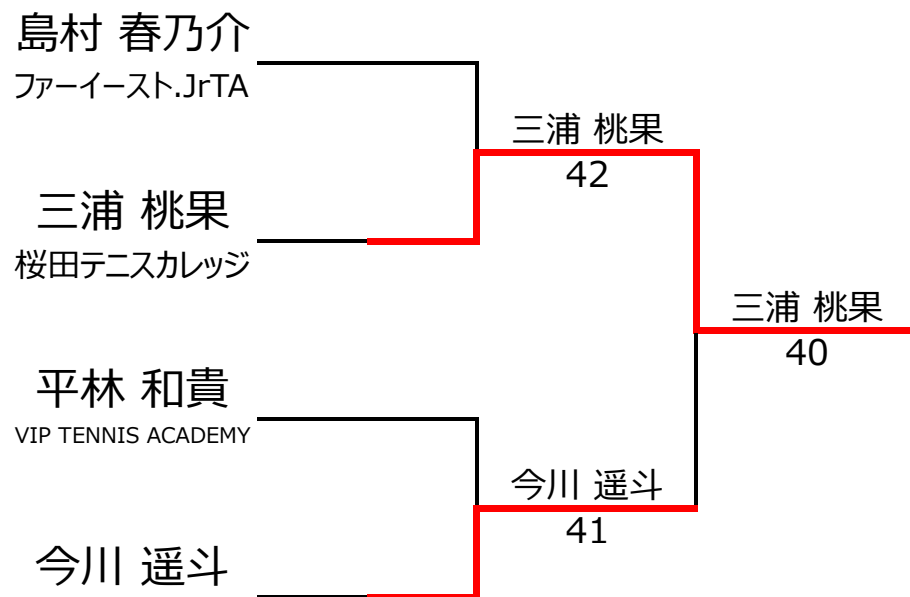 島村 春乃介
ファーイースト.JrTA
三浦 桃果
42
三浦 桃果
桜田テニスカレッジ
三浦 桃果
40
平林 和貴
VIP TENNIS ACADEMY
今川 遥斗
41
今川 遥斗